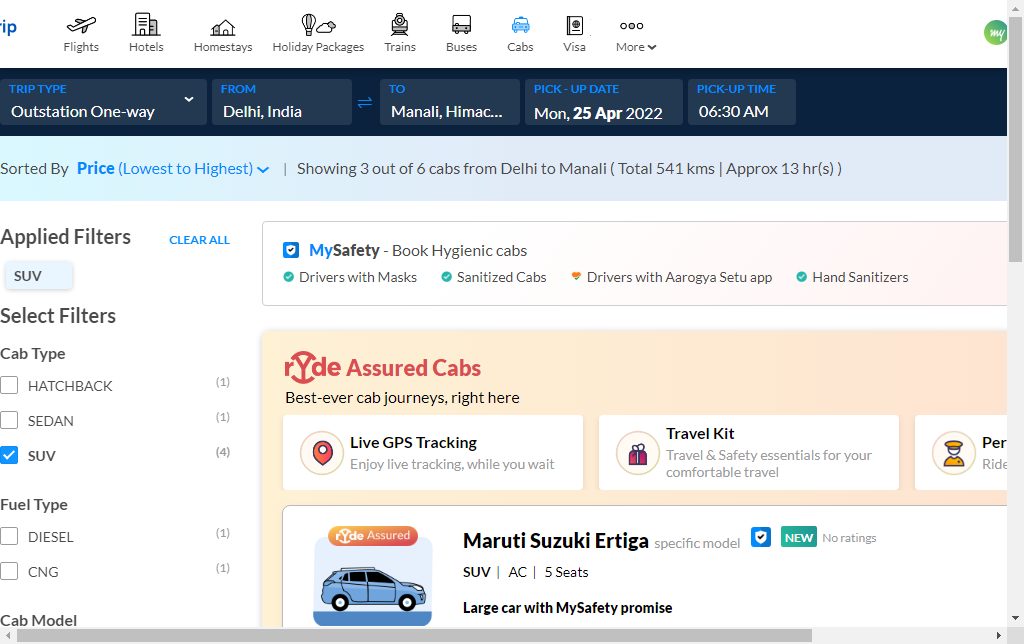 rip
Flights
Hotels
Homestays
Holiday Packages
Trains
Buses
Cabs
Visa
More
my
TRIP TYPE
Outstation One-way
FROM
Delhi, India
TO
Manali, Himac...
PICK - UP DATE
Mon, 25 Apr 2022
PICK-UP TIME
06:30 AM
Sorted By Price (Lowest to Highest) | Showing 3 out of 6 cabs from Delhi to Manali ( Total 541 kms | Approx 13 hr(s) )
Applied Filters
CLEAR ALL
SUV
Select Filters
Cab Type
HATCHBACK (1)
SEDAN (1)
SUV (4)
Fuel Type
DIESEL (1)
CNG (1)
Cab Model
MySafety - Book Hygienic cabs
Drivers with Masks
Sanitized Cabs
Drivers with Aarogya Setu app
Hand Sanitizers
rYde Assured Cabs
Best-ever cab journeys, right here
Live GPS Tracking
Enjoy live tracking, while you wait
Travel Kit
Travel & Safety essentials for your
comfortable travel
Per
Ride
rYde Assured
Maruti Suzuki Ertiga specific model NEW No ratings
SUV | AC | 5 Seats
Large car with MySafety promise